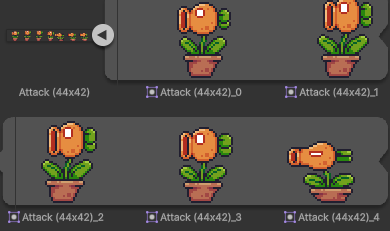 Attack (44x42)
Attack (44x42)_0
Attack (44x42)_1
Attack (44x42)_2
Attack (44x42)_3
Attack (44x42)_4